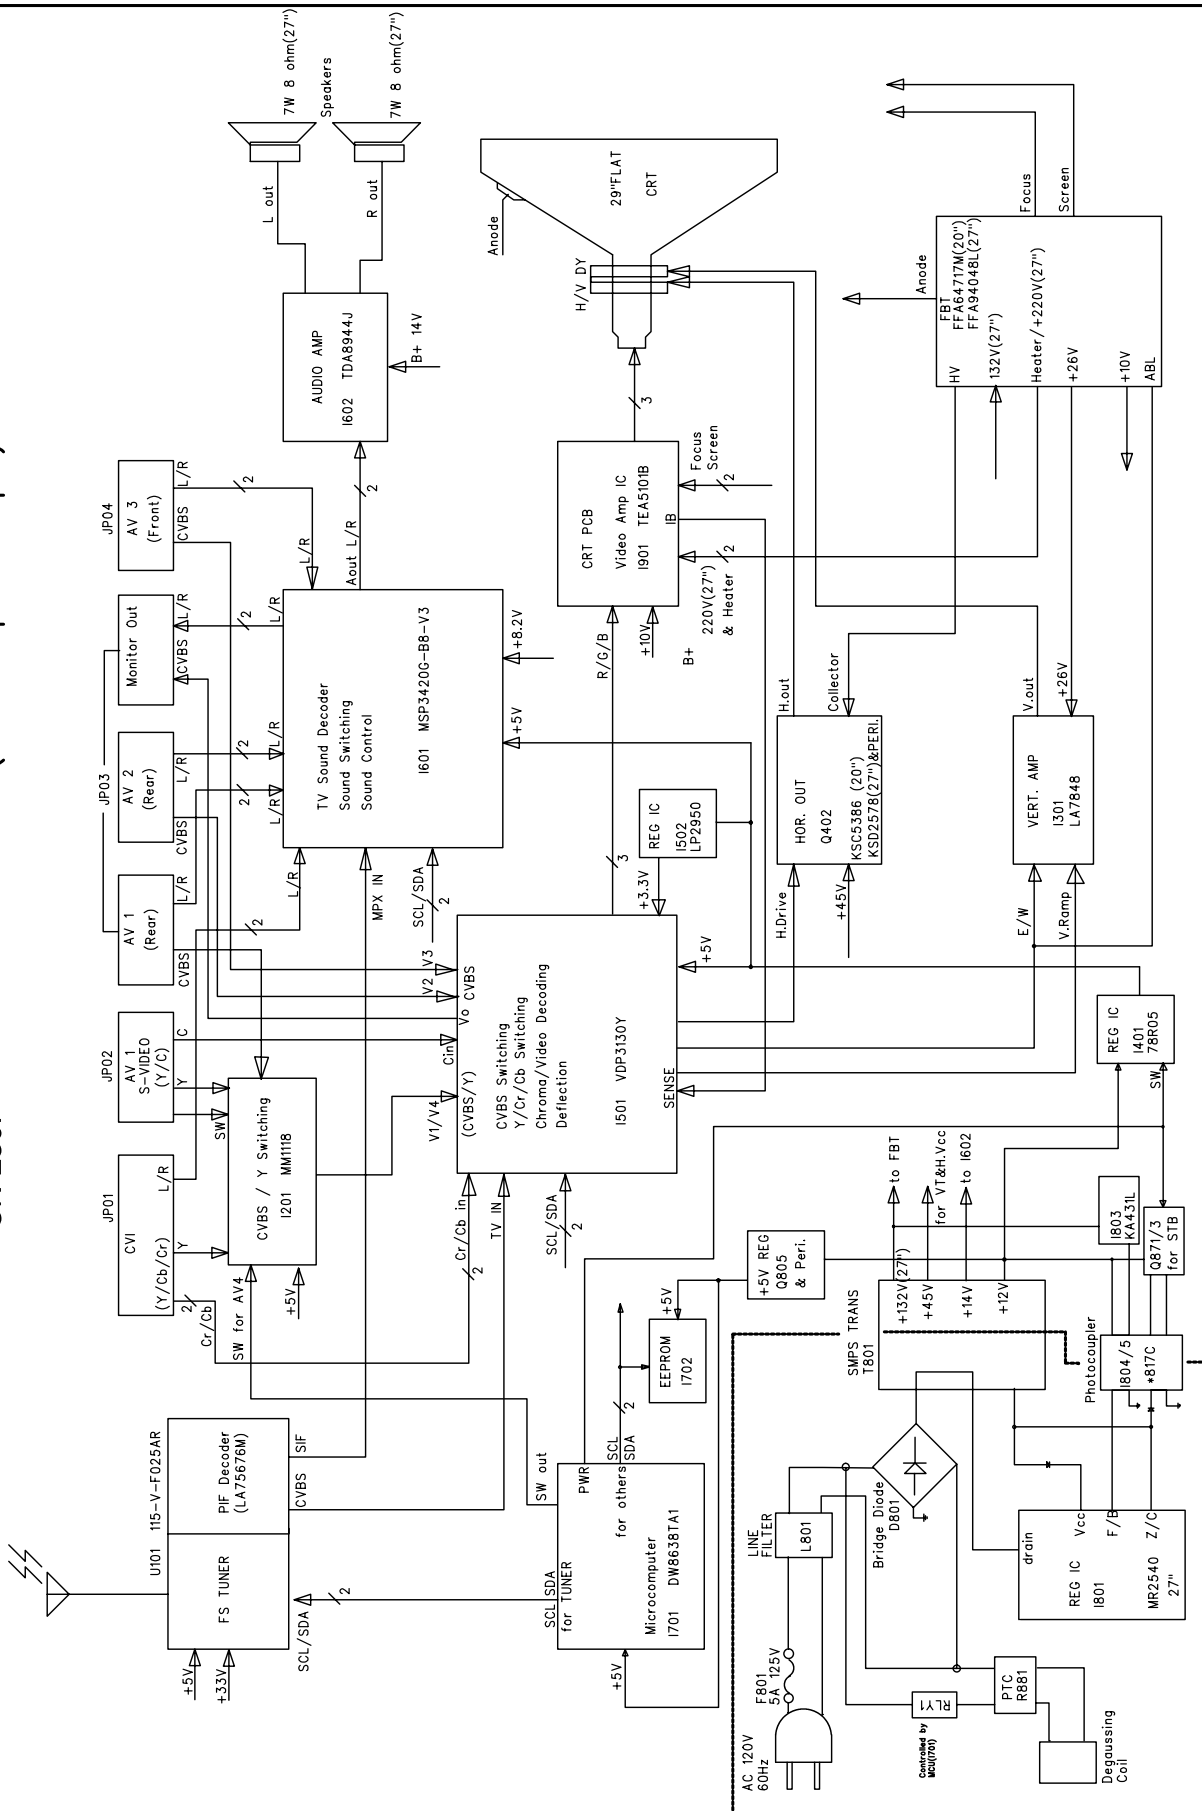 7W 8 ohm(27")
Speakers
7W 8 ohm(27")
L out
R out
AUDIO AMP
I602 TDA8944J
B+ 14V
Anode
29"FLAT
CRT
H/V DY
Focus
Screen
Anode
FBT
FFA64717M(20")
FFA94048L(27")
HV
132V(27")
Heater/+220V(27")
+26V
+10V
ABL
JP04
AV 3
(Front)
L/R
CVBS
2
L/R
Aout L/R
2
3
CRT PCB
Video Amp IC
I901 TEA5101B
IB
Focus
Screen
2
2
220V(27")
& Heater
R/G/B
+10V
B+
JP03
Monitor Out
L/R
CVBS
2
L/R
AV 2
(Rear)
L/R
CVBS
2
L/R
2
L/R
AV 1
(Rear)
L/R
CVBS
TV Sound Decoder
Sound Switching
Sound Control
I601 MSP3420G-B8-V3
+8.2V
+5V
L/R
2
MPX IN
SCL/SDA
2
REG IC
I502
LP2950
+3.3V
3
H.out
Collector
HOR. OUT
Q402
KSC5386 (20")
KSD2578(27")&PERI.
H.Drive
+45V
V.out
+26V
VERT. AMP
I301
LA7848
E/W
V.Ramp
JP02
AV 1
S-VIDEO
(Y/C)
C
Y
SW
JP01
CVI
(Y/Cb/Cr)
L/R
Y
2
Cr/Cb
CVBS / Y Switching
I201 MM1118
+5V
SW for AV4
V3
V2
CVBS
Vo
Cin
V1/V4
(CVBS/Y)
CVBS Switching
Y/Cr/Cb Switching
Chroma/Video Decoding
Deflection
I501 VDP3130Y
+5V
SENSE
Cr/Cb in
2
TV IN
SCL/SDA
2
REG IC
I401
78R05
SW
to FBT
for VT&H.Vcc
to I602
+132V(27")
+45V
+14V
+12V
SMPS TRANS
T801
I803
KA431L
Q871/3
for STB
Photocoupler
I804/5
*817C
+5V REG
Q805
& Peri.
+5V
EEPROM
I702
U101 115-V-F025AR
PIF Decoder
(LA75676M)
SIF
CVBS
FS TUNER
+5V
+33V
SCL/SDA
2
SW out
PWR
SCL
SDA
2
for others
SCL SDA
for TUNER
Microcomputer
I701 DW8638TA1
+5V
LINE
FILTER
L801
Bridge Diode
D801
F801
5A 125V
AC 120V
60Hz
Controlled by
MCU(I701)
RLY1
PTC
R881
Degaussing
Coil
drain
Vcc
F/B
Z/C
REG IC
I801
MR2540
27"